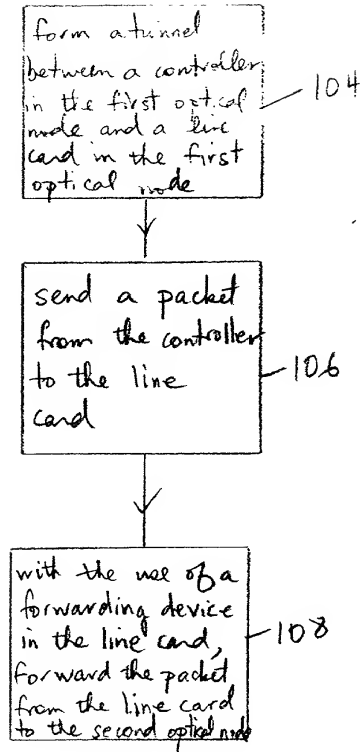 form a tunnel
between a controller
in the first optical
node and a line
card in the first
optical node
104
send a packet
from the controller
to the line
card
106
with the use of a
forwarding device
in the line card,
forward the packet
from the line card
to the second optical node
108